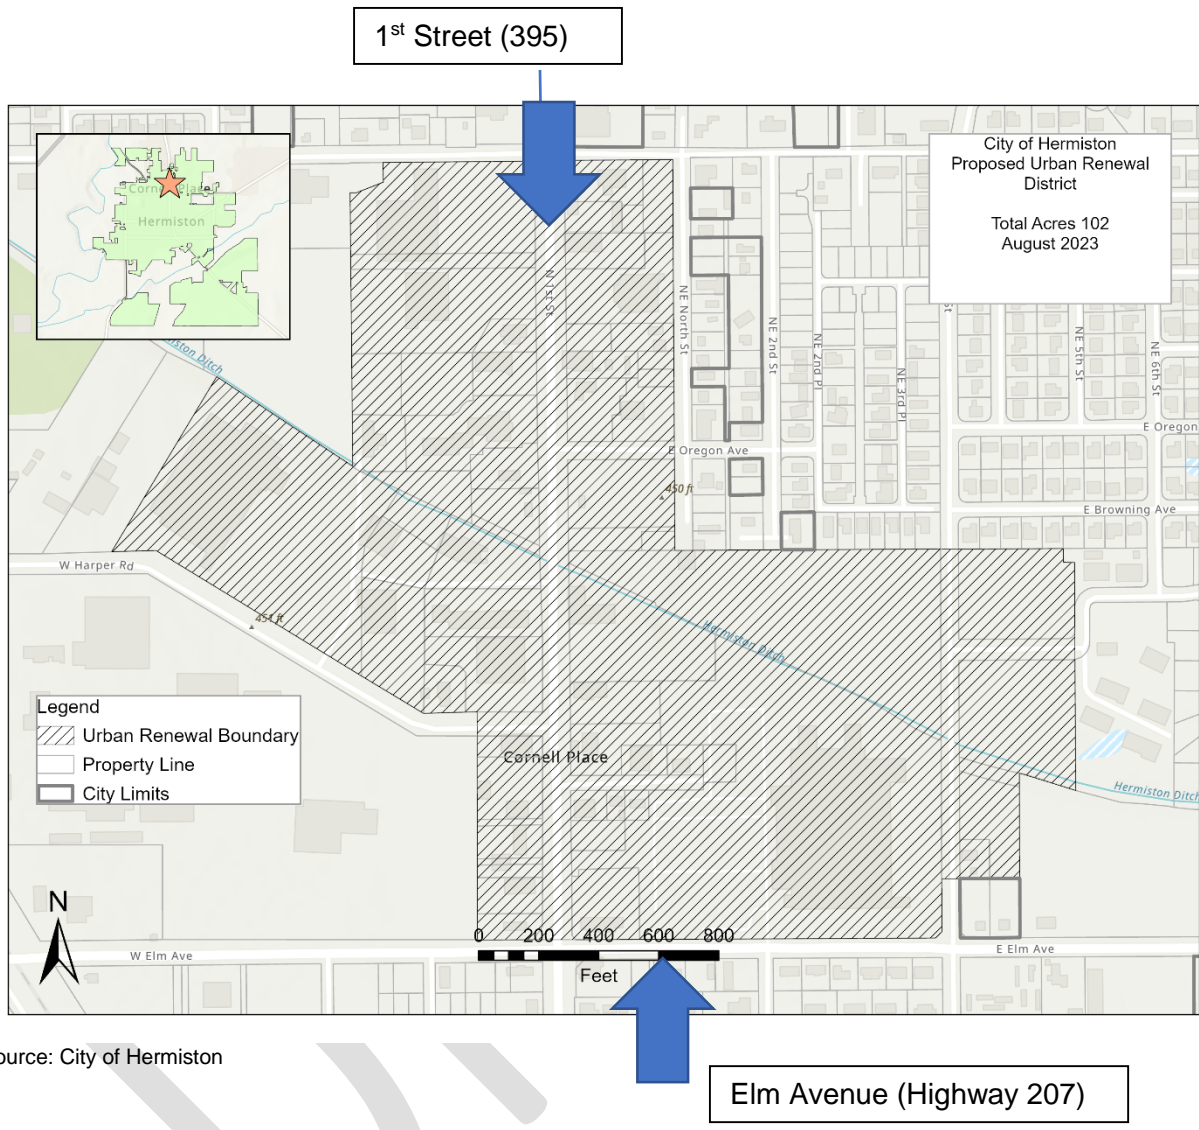 1st Street (395)
City of Hermiston
Proposed Urban Renewal
District
Total Acres 102
August 2023
Hermiston
N 1st St
NE North St
NE 2nd St
NE 2nd Pl
NE 3rd Pl
St
NE 5th St
NE 6th St
E Oregon
E Oregon Ave
450 ft
E Browning Ave
W Harper Rd
451 ft
Hermiston Ditch
Hermiston Ditch
Cornell Place
Legend
Urban Renewal Boundary
Property Line
City Limits
N
0 200 400 600 800
Feet
W Elm Ave
E Elm Ave
ource: City of Hermiston
Elm Avenue (Highway 207)